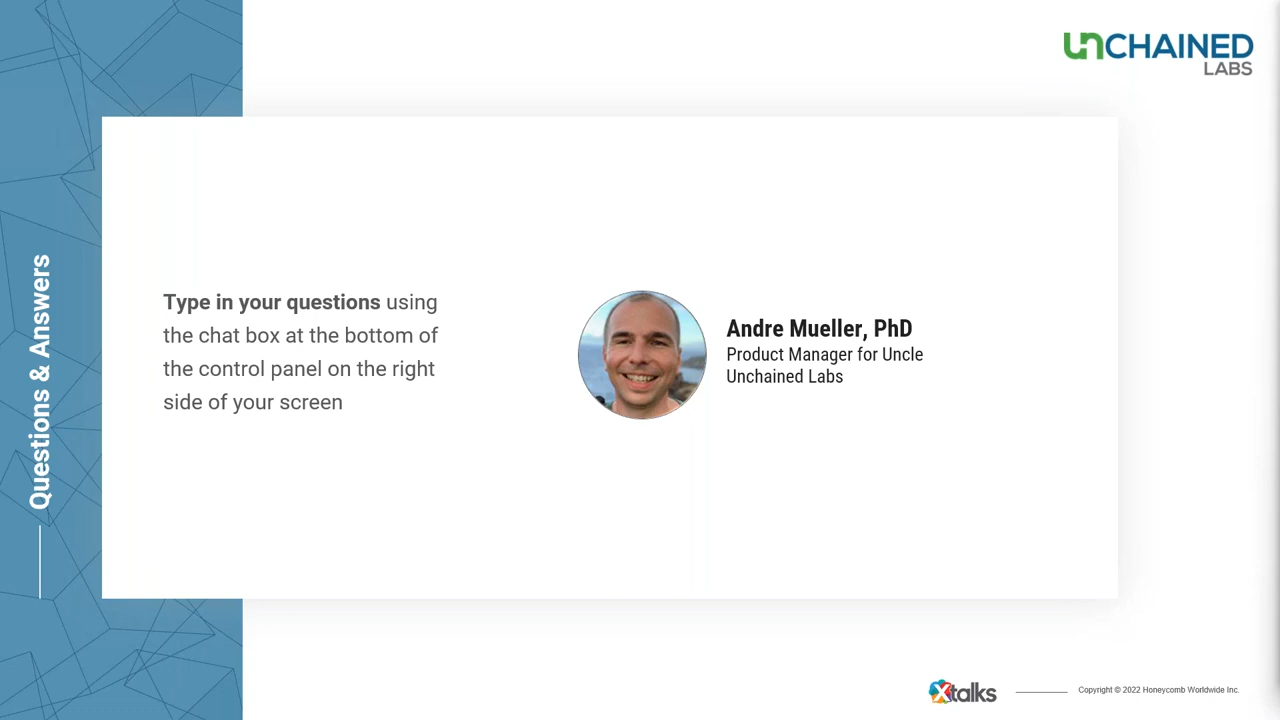 UNCHAINED
LABS
Questions & Answers
Type in your questions using
the chat box at the bottom of
the control panel on the right
side of your screen
Andre Mueller, PhD
Product Manager for Uncle
Unchained Labs
Xtalks
Copyright © 2022 Honeycomb Worldwide Inc.